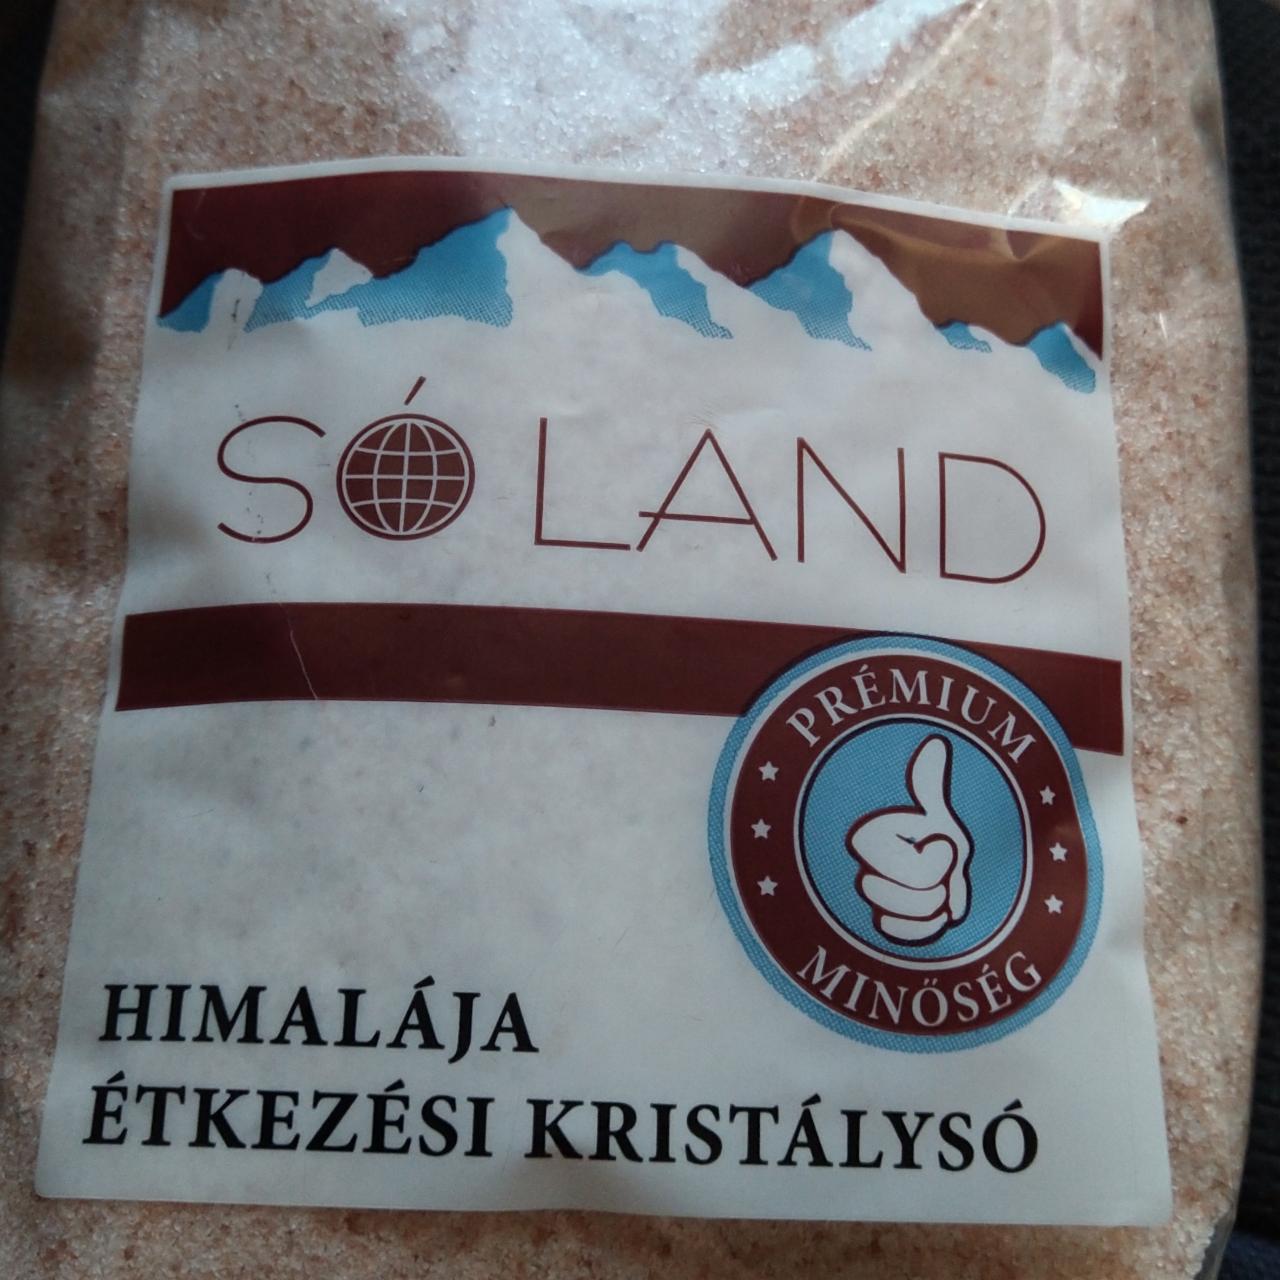 SÓ LAND
PRÉMIUM
MINŐSÉG
HIMALÁJA
ÉTKEZÉSI KRISTÁLYSÓ